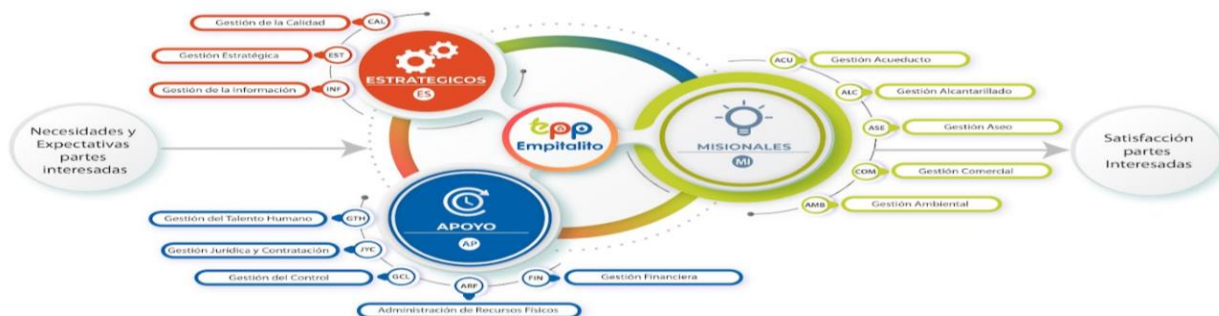 Gestión de la Calidad
CAL
Gestión Estratégica
EST
Gestión de la Información
INF
ESTRATEGICOS
ES
Necesidades y
Expectativas partes
interesadas
epp
Empitalito
MISIONALES
MI
ACU
Gestión Acueducto
ALC
Gestión Alcantarillado
ASE
Gestión Aseo
COM
Gestión Comercial
AMB
Gestión Ambiental
Satisfacción
partes
Interesadas
APOYO
AP
Gestión del Talento Humano
GTH
Gestión Jurídica y Contratación
JYC
Gestión del Control
GCL
ARF
Administración de Recursos Físicos
FIN
Gestión Financiera